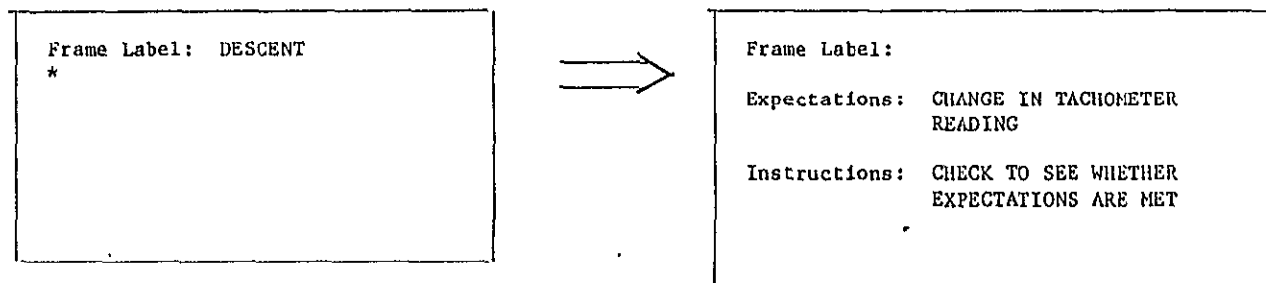 Frame Label: DESCENT
*
Frame Label:
Expectations: CHANGE IN TACHOMETER
READING
Instructions: CHECK TO SEE WHETHER
EXPECTATIONS ARE MET